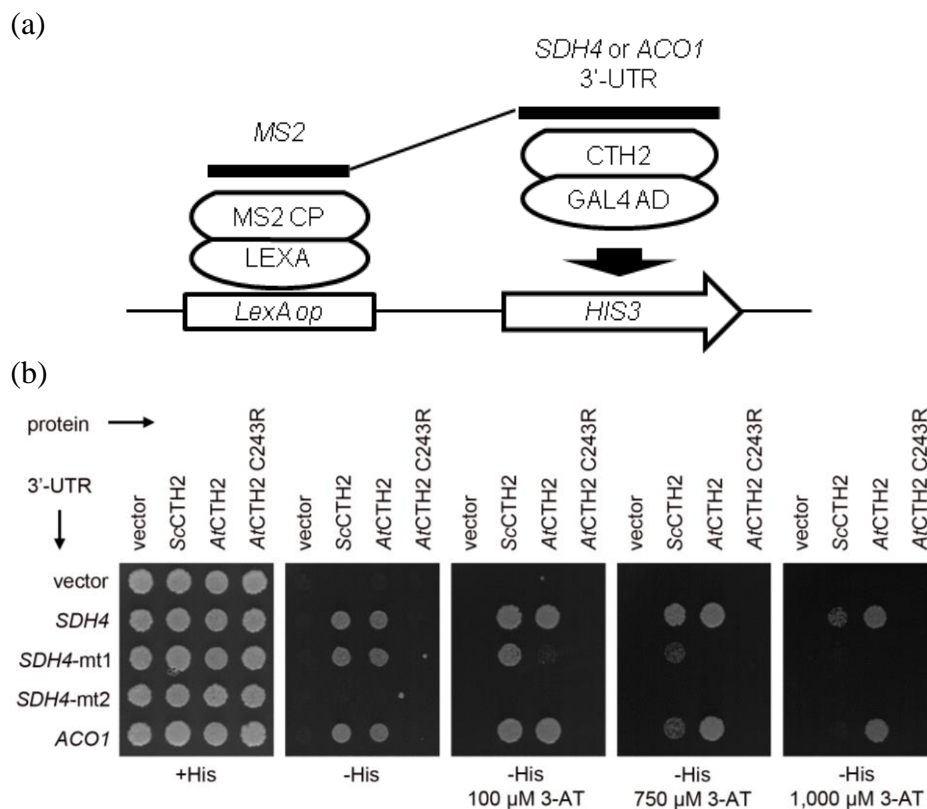 (a)
SDH4 or ACO1
3'-UTR
MS2
CTH2
GAL4 AD
MS2 CP
LEXA
LexA op
HIS3
(b)
protein
3'-UTR
vector
ScCTH2
AtCTH2
AtCTH2 C243R
vector
ScCTH2
AtCTH2
AtCTH2 C243R
vector
ScCTH2
AtCTH2
AtCTH2 C243R
vector
ScCTH2
AtCTH2
AtCTH2 C243R
vector
ScCTH2
AtCTH2
AtCTH2 C243R
vector
SDH4
SDH4-mt1
SDH4-mt2
ACO1
+His
-His
-His
100 µM 3-AT
-His
750 µM 3-AT
-His
1,000 µM 3-AT